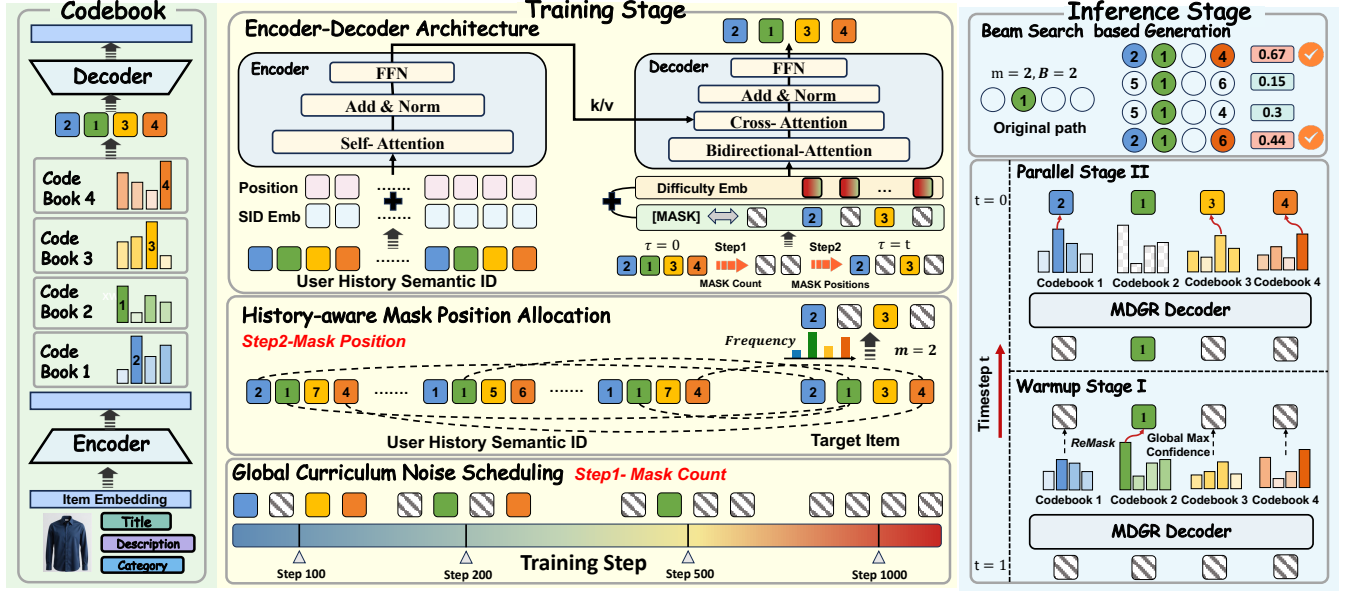 Codebook
Decoder
2 1 3 4
Code Book 4
4
Code Book 3
3
Code Book 2
1
Code Book 1
2
Encoder
Item Embedding
Title
Description
Category
Training Stage
Encoder-Decoder Architecture
2 1 3 4
Encoder
FFN
Add & Norm
Self- Attention
k/v
Decoder
FFN
Add & Norm
Cross- Attention
Bidirectional-Attention
Position
SID Emb
User History Semantic ID
Difficulty Emb ...
[MASK] 2 3
τ = 0 Step1 Step2 τ = t
2 1 3 4 2 3
MASK Count MASK Positions
History-aware Mask Position Allocation
Step2-Mask Position
2 3
Frequency
m = 2
2 1 7 4 ........ 1 1 5 6 ........ 1 1 7 4 2 1 3 4
User History Semantic ID Target Item
Global Curriculum Noise Scheduling Step1- Mask Count
Training Step
Step 100 Step 200 Step 500 Step 1000
Inference Stage
Beam Search based Generation
m = 2, B = 2
1
Original path
2 1 4 0.67
5 1 6 0.15
5 1 4 0.3
2 1 6 0.44
Parallel Stage II
t = 0
2 1 3 4
Codebook 1 Codebook 2 Codebook 3 Codebook 4
MDGR Decoder
1
Timestep t
Warmup Stage I
1
ReMask
Global Max Confidence
Codebook 1 Codebook 2 Codebook 3 Codebook 4
MDGR Decoder
t = 1